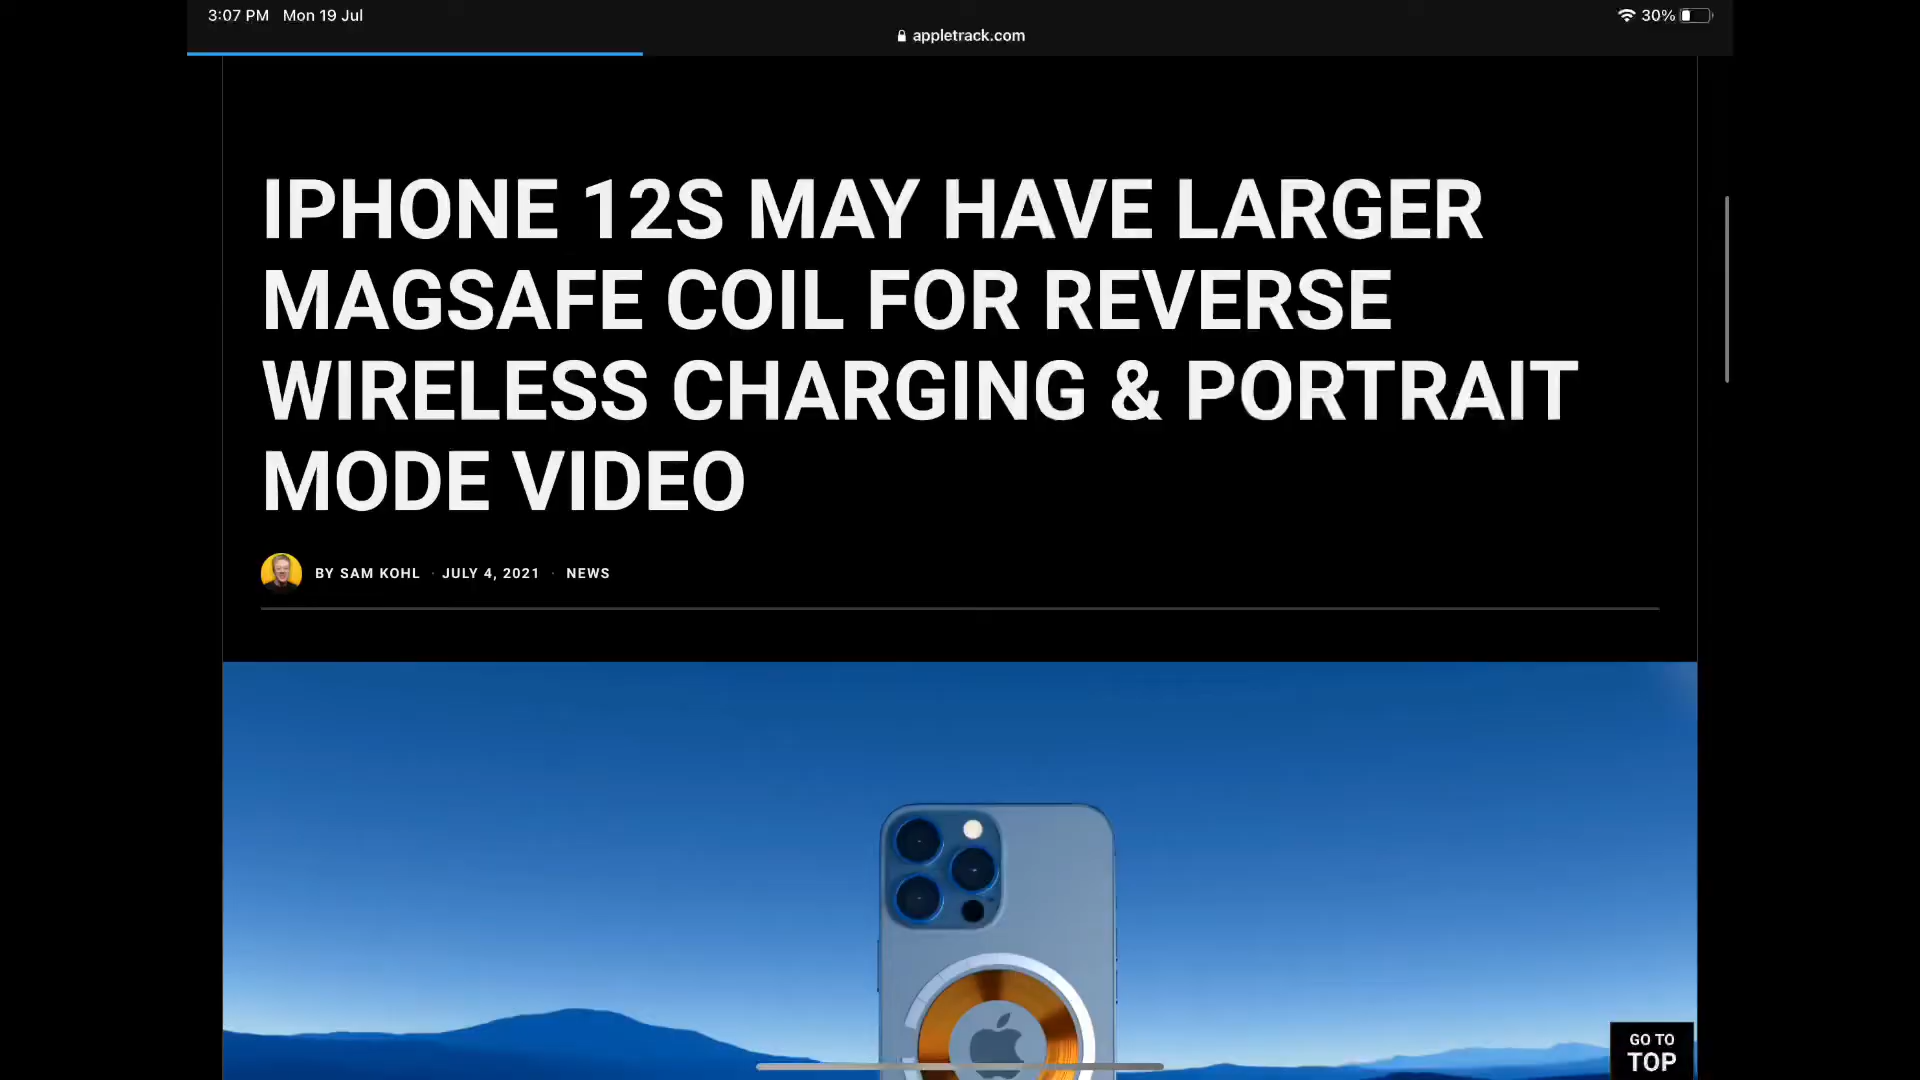 3:07 PM Mon 19 Jul
30%
appletrack.com
IPHONE 12S MAY HAVE LARGER
MAGSAFE COIL FOR REVERSE
WIRELESS CHARGING & PORTRAIT
MODE VIDEO
BY SAM KOHL · JULY 4, 2021 · NEWS
GO TO
TOP